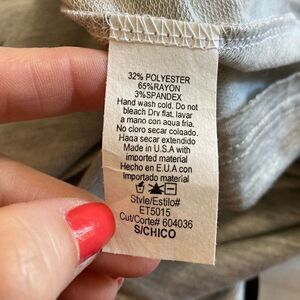 32% POLYESTER
65%RAYON
3%SPANDEX
Hand wash cold. Do not
bleach Dry flat, lavar
a mano con aqua fria.
No cloro secar colgado.
Haga secar extendido
Made in U.S.A with
imported material
Hecho en E.U.A con
Importado material
Style/Estilo#
ET5015
Cut/Corte# 604036
S/CHICO